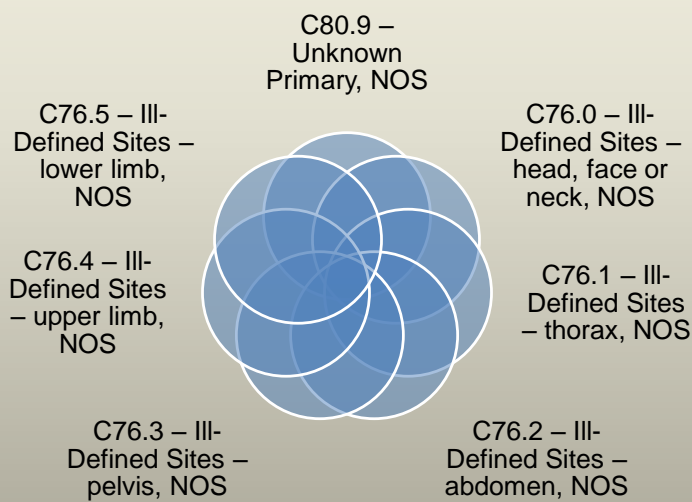 C80.9 –
Unknown
Primary, NOS
C76.0 – Ill-
Defined Sites –
head, face or
neck, NOS
C76.1 – Ill-
Defined Sites
– thorax, NOS
C76.2 – Ill-
Defined Sites –
abdomen, NOS
C76.3 – Ill-
Defined Sites –
pelvis, NOS
C76.4 – Ill-
Defined Sites
– upper limb,
NOS
C76.5 – Ill-
Defined Sites –
lower limb,
NOS